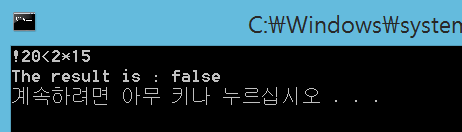 C:₩Windows₩system
!20<2*15
The result is : false
계속하려면 아무 키나 누르십시오 . . .